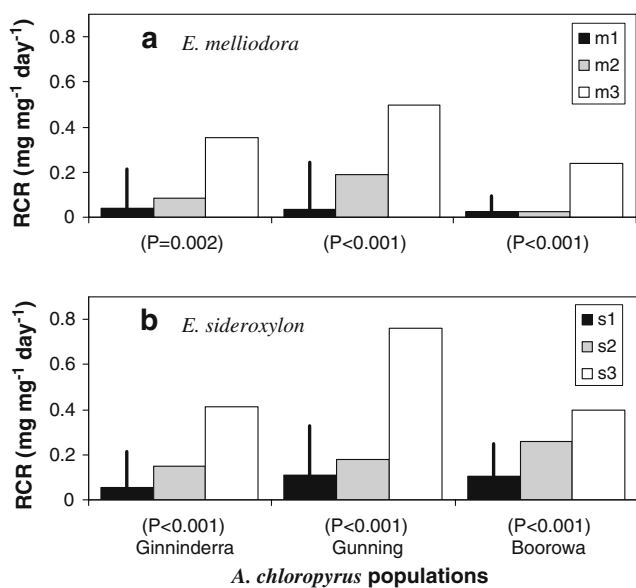 a E. melliodora
m1
m2
m3
RCR (mg mg⁻¹ day⁻¹)
0.8
0.6
0.4
0.2
0
(P=0.002) (P<0.001) (P<0.001)
b E. sideroxylon
s1
s2
s3
RCR (mg mg⁻¹ day⁻¹)
0.8
0.6
0.4
0.2
0
(P<0.001) (P<0.001) (P<0.001)
Ginninderra Gunning Boorowa
A. chloropyrus populations